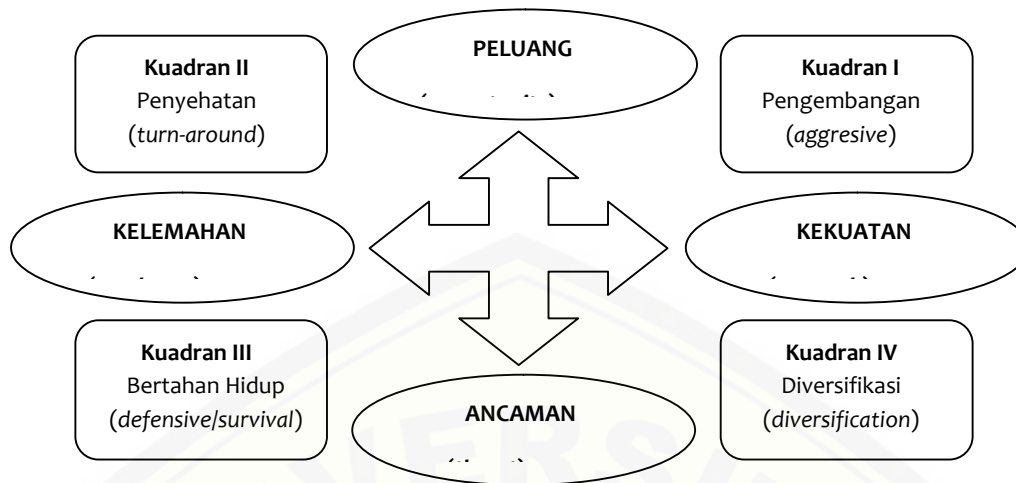 PELUANG
Kuadran II
Penyehatan
(turn-around)
Kuadran I
Pengembangan
(aggresive)
KELEMAHAN
KEKUATAN
Kuadran III
Bertahan Hidup
(defensive/survival)
Kuadran IV
Diversifikasi
(diversification)
ANCAMAN